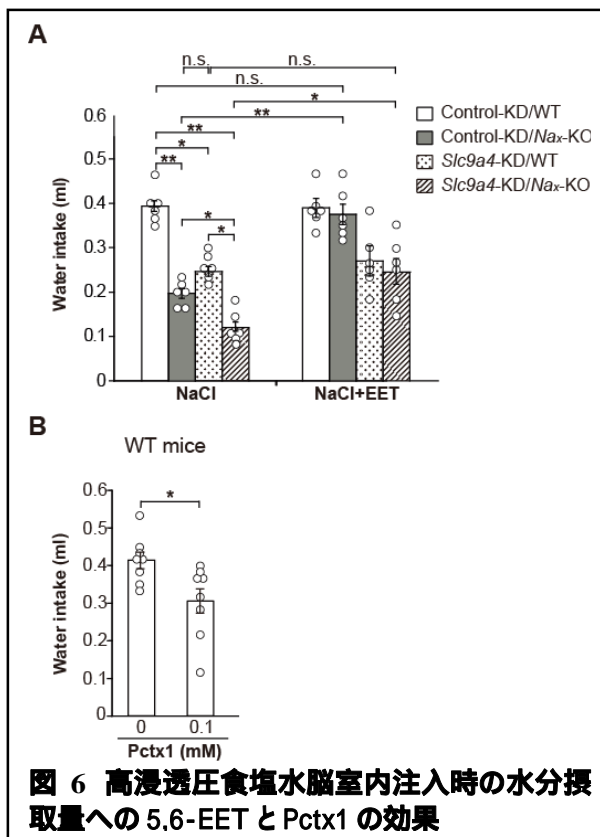 A
n.s. n.s.
n.s.
*
** **
*
**
*
*
Control-KD/WT
Control-KD/Nax-KO
Slc9a4-KD/WT
Slc9a4-KD/Nax-KO
Water intake (ml)
0.6
0.5
0.4
0.3
0.2
0.1
0
NaCl NaCl+EET
B
WT mice
*
Water intake (ml)
0.6
0.5
0.4
0.3
0.2
0.1
0
0 0.1
Pctx1 (mM)
図 6 高浸透圧食塩水脳室内注入時の水分摂
取量への 5,6-EET と Pctx1 の効果